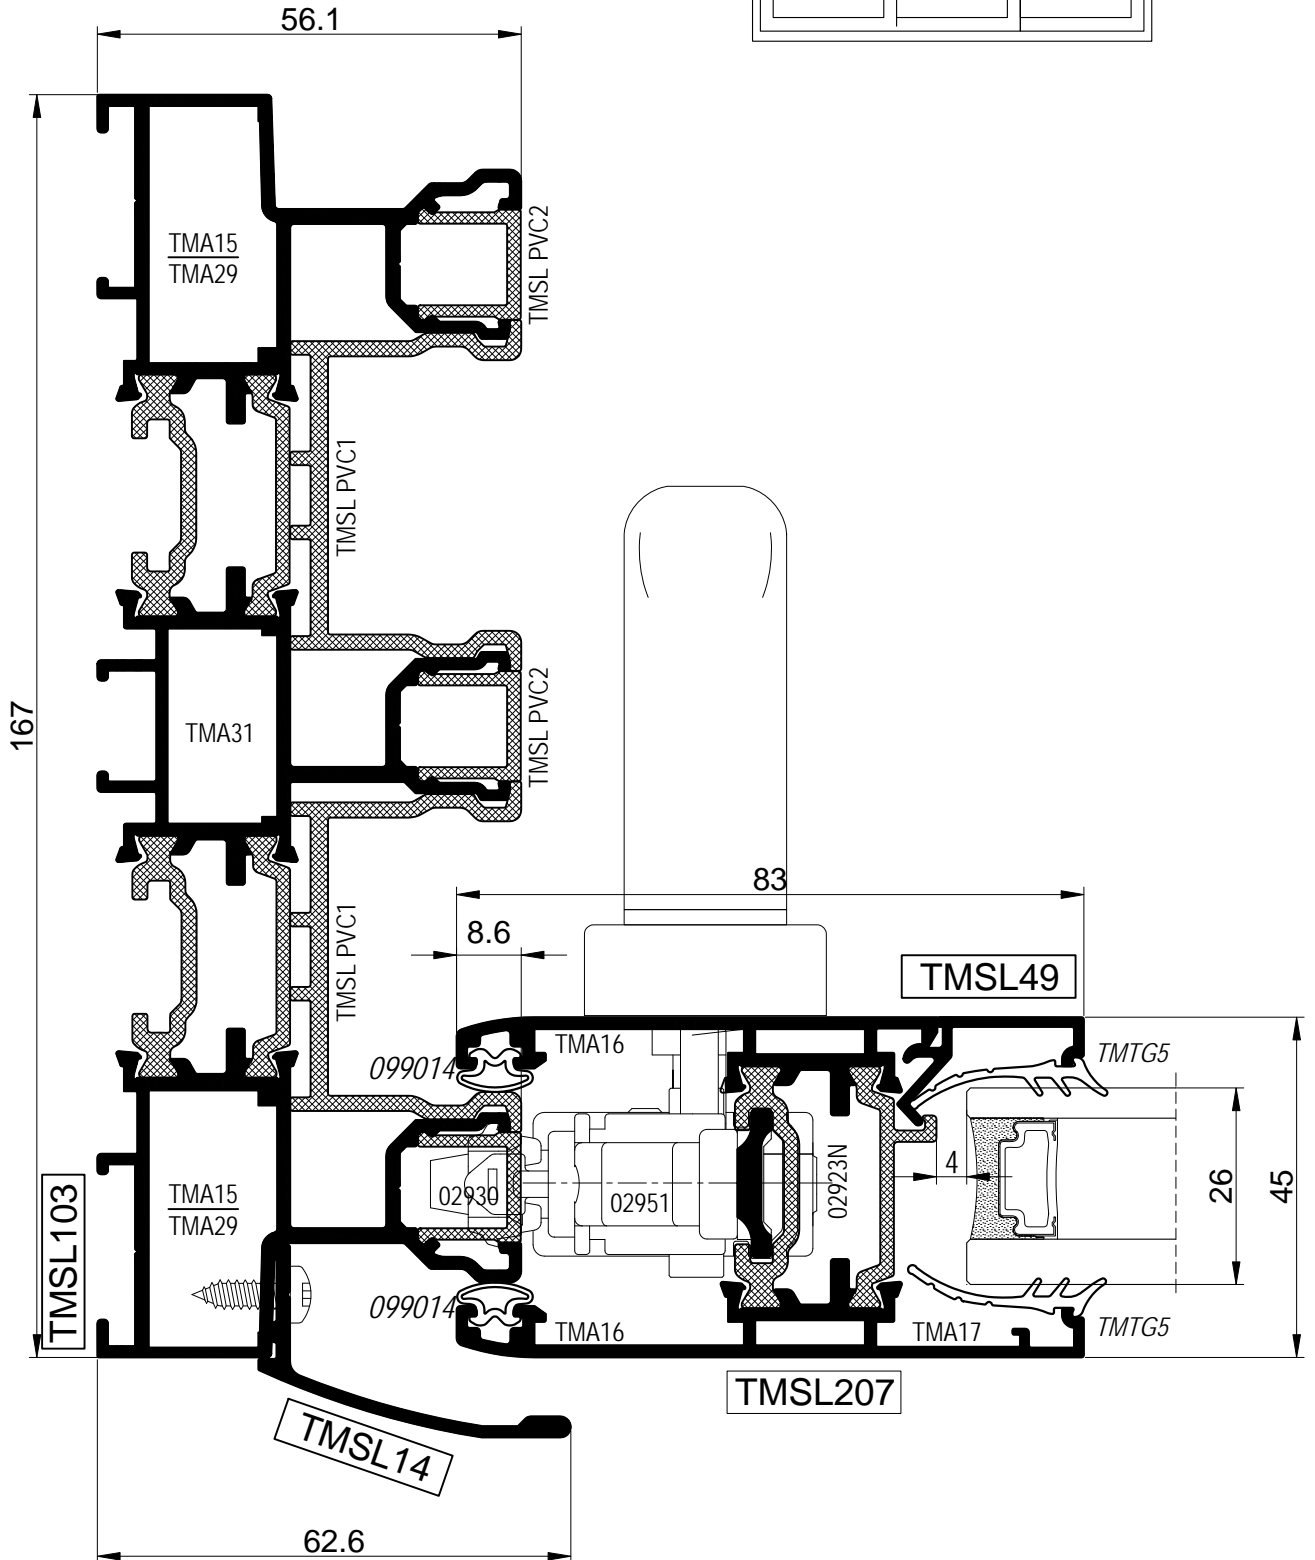 56.1
TMA15
TMA29
TMSL PVC2
TMSL PVC1
167
TMA31
TMSL PVC2
83
8.6
TMSL49
TMSL PVC1
TMA16
TMTG5
099014
4
26
45
TMSL103
TMA15
TMA29
02930
02951
02923N
099014
TMA16
TMA17
TMTG5
TMSL207
TMSL14
62.6